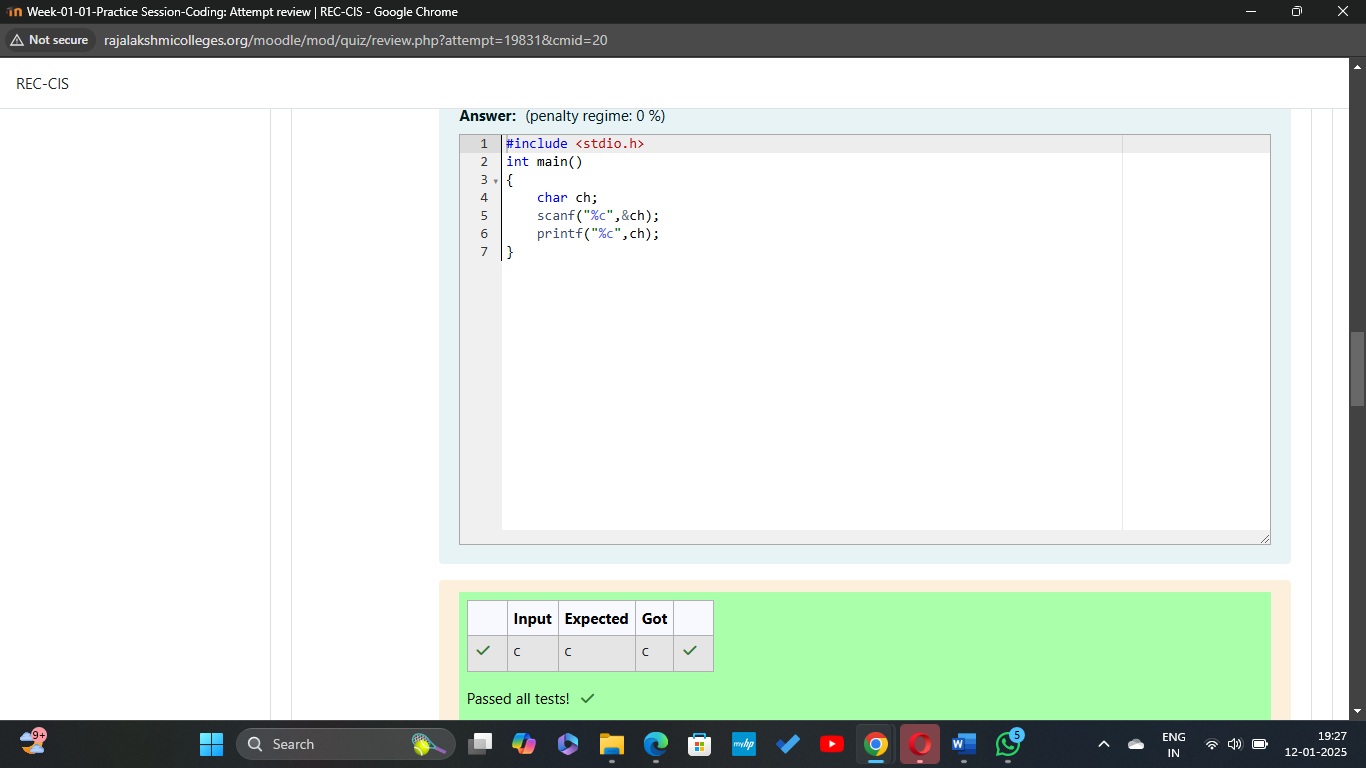 Week-01-01-Practice Session-Coding: Attempt review | REC-CIS - Google Chrome
Not secure rajalakshmicolleges.org/moodle/mod/quiz/review.php?attempt=19831&cmid=20
REC-CIS
Answer: (penalty regime: 0 %)
1 #include <stdio.h>
2 int main()
3 {
4 char ch;
5 scanf("%c",&ch);
6 printf("%c",ch);
7 }
Input Expected Got
C C C
Passed all tests!
9+
Search
myhp
W
5
ENG
IN
19:27
12-01-2025